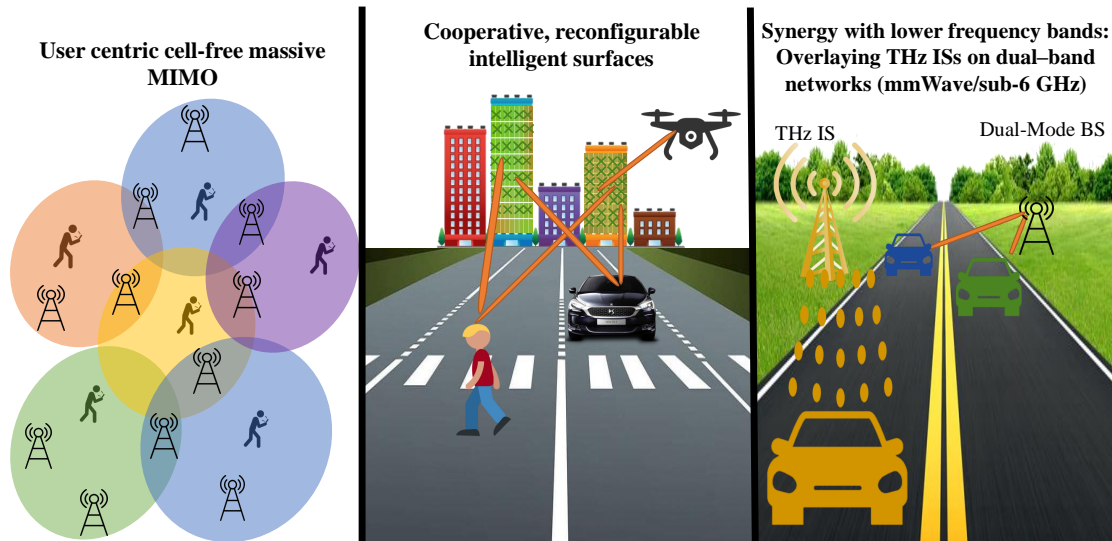 User centric cell-free massive
MIMO
Cooperative, reconfigurable
intelligent surfaces
Synergy with lower frequency bands:
Overlaying THz ISs on dual–band
networks (mmWave/sub-6 GHz)
THz IS
Dual-Mode BS